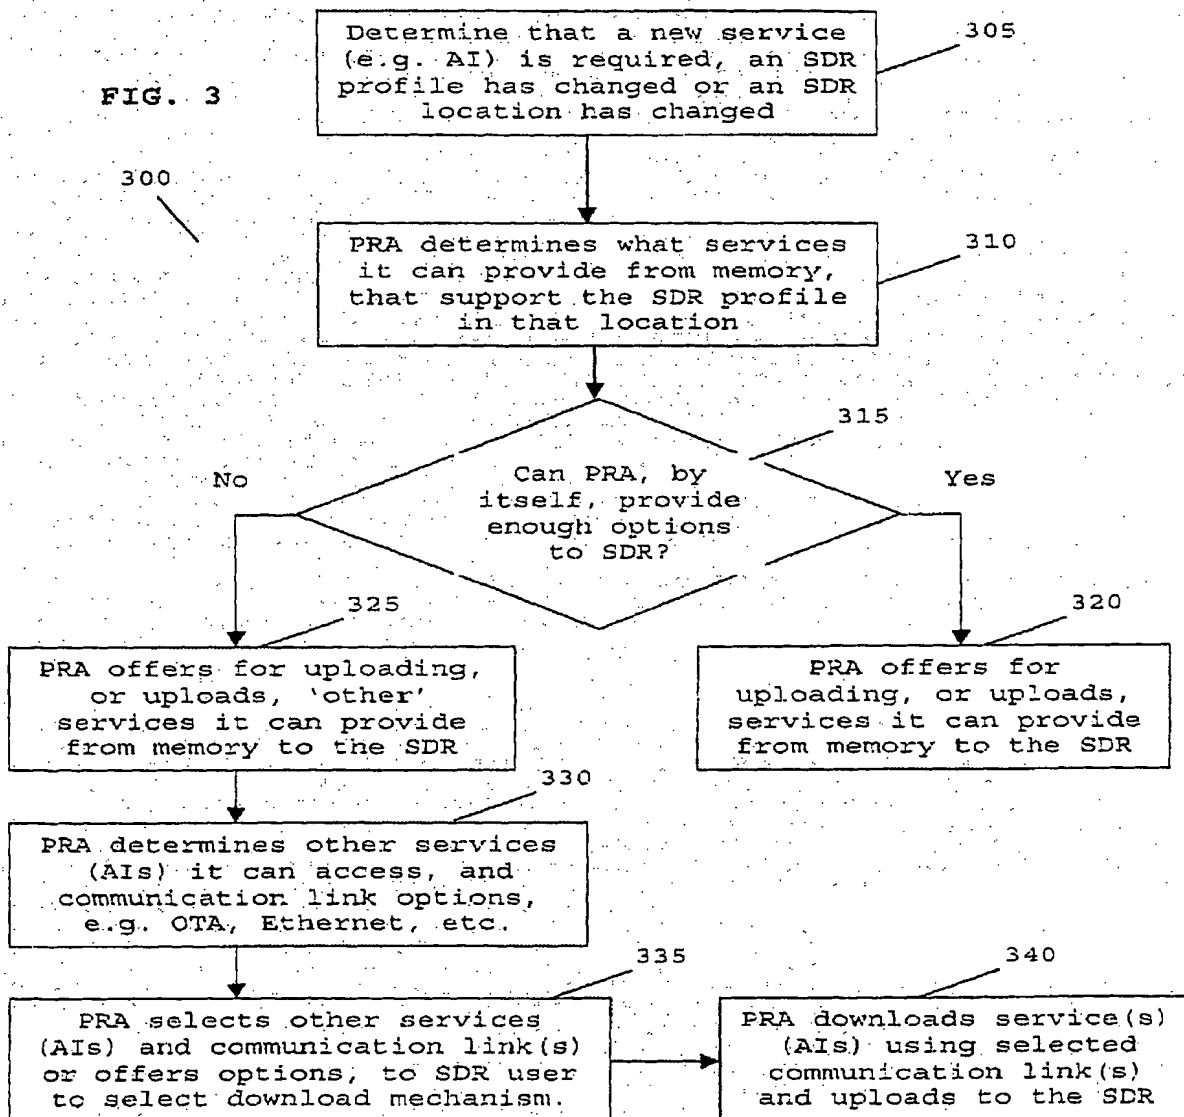 Determine that a new service
(e.g. AI) is required, an SDR
profile has changed or an SDR
location has changed
305
FIG. 3
300
PRA determines what services
it can provide from memory,
that support the SDR profile
in that location
310
315
Can PRA, by
itself, provide
enough options
to SDR?
No
Yes
325
320
PRA offers for uploading,
or uploads, 'other'
services it can provide
from memory to the SDR
PRA offers for
uploading, or uploads,
services it can provide
from memory to the SDR
330
PRA determines other services
(AIs) it can access, and
communication link options,
e.g. OTA, Ethernet, etc.
335
340
PRA selects other services
(AIs) and communication link(s)
or offers options, to SDR user
to select download mechanism.
PRA downloads service(s)
(AIs) using selected
communication link(s)
and uploads to the SDR